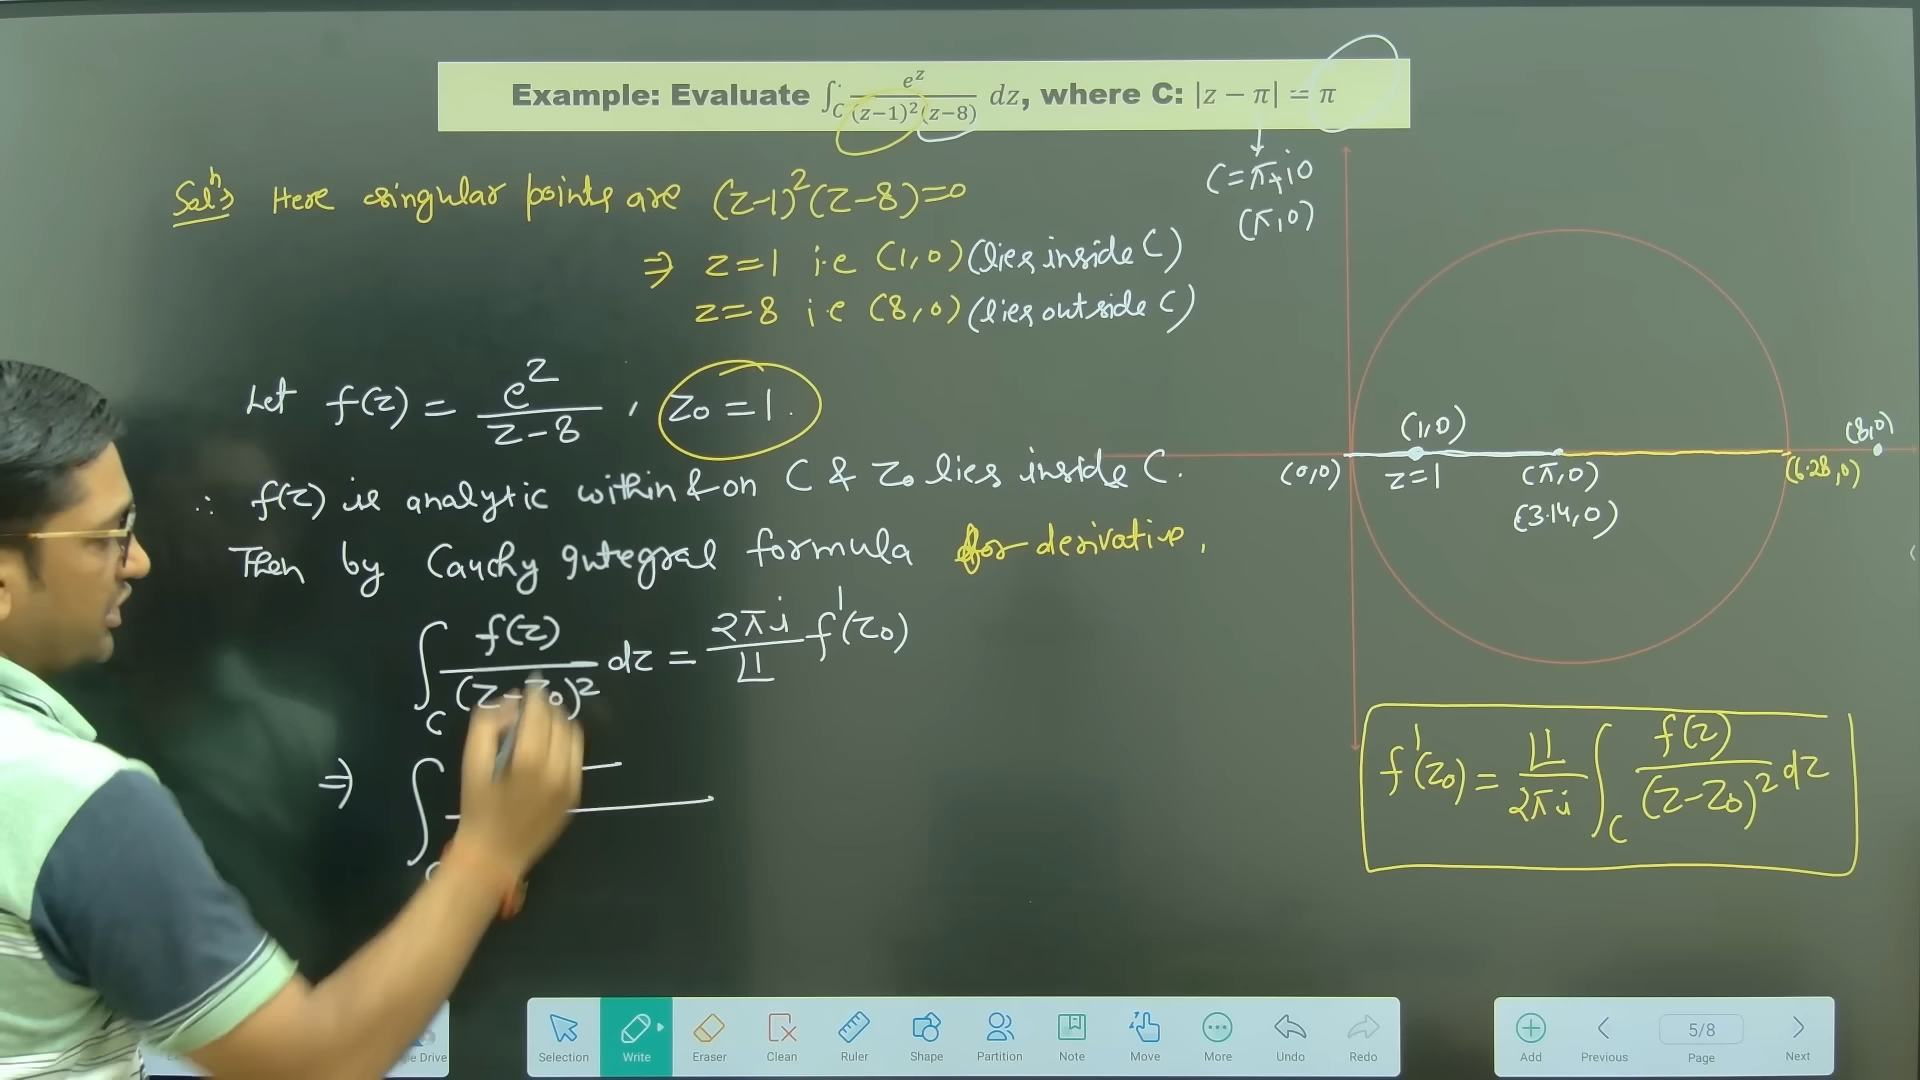 Example: Evaluate ∫_C e^z/((z−1)^2(z−8)) dz, where C: |z − π| = π
C = π+i0
(π,0)
Solⁿ:→ Here singular points are (z-1)^2(z-8)=0
⇒ z=1 i.e (1,0) (lies inside C)
z=8 i.e (8,0) (lies outside C)
Let f(z) = e^z/(z-8) , z₀ = 1.
∴ f(z) is analytic within & on C & z₀ lies inside C.
Then by Cauchy integral formula for derivative,
∫_C f(z)/(z-z₀)^2 dz = 2πi/∟1 f'(z₀)
⇒ ∫
(1,0)
(8,0)
(0,0) z=1 (π,0) (6.28,0)
(3.14,0)
f'(z₀) = ∟1/2πi ∫_C f(z)/(z-z₀)^2 dz
Drive
Selection Write Eraser Clean Ruler Shape Partition Note Move More Undo Redo
Add Previous 5/8 Page Next